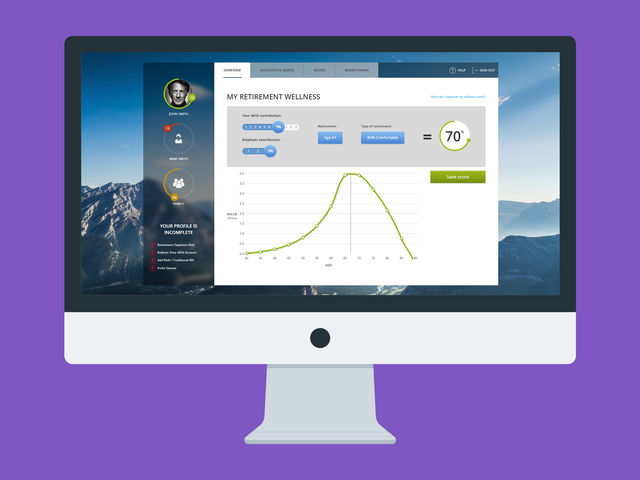 OVERVIEW
ACCOUNTS & ASSETS
ADVICE
BENEFICIARIES
? HELP
SIGN OUT
JOHN SMITH
FAMILY
YOUR PROFILE IS
INCOMPLETE
Retirement Depletion Risk
Rollover Prior 401k Account
Add Roth / Traditional IRA
Invite Spouse
MY RETIREMENT WELLNESS
How can I improve my wellness score?
Your 401k contribution:
1 2 3 4 5 6 7% 8 9 10
Employer contribution:
1 2 3%
Retirement:
Age 67
Type of retirement:
85% Comfortable
=
70%
Save score
VALUE
4.0
3.5
3.0
2.5
2.0
1.5
1.0
0.5
0.0
30 35 40 45 50 55 60 65 70 75 80 85 90
AGE